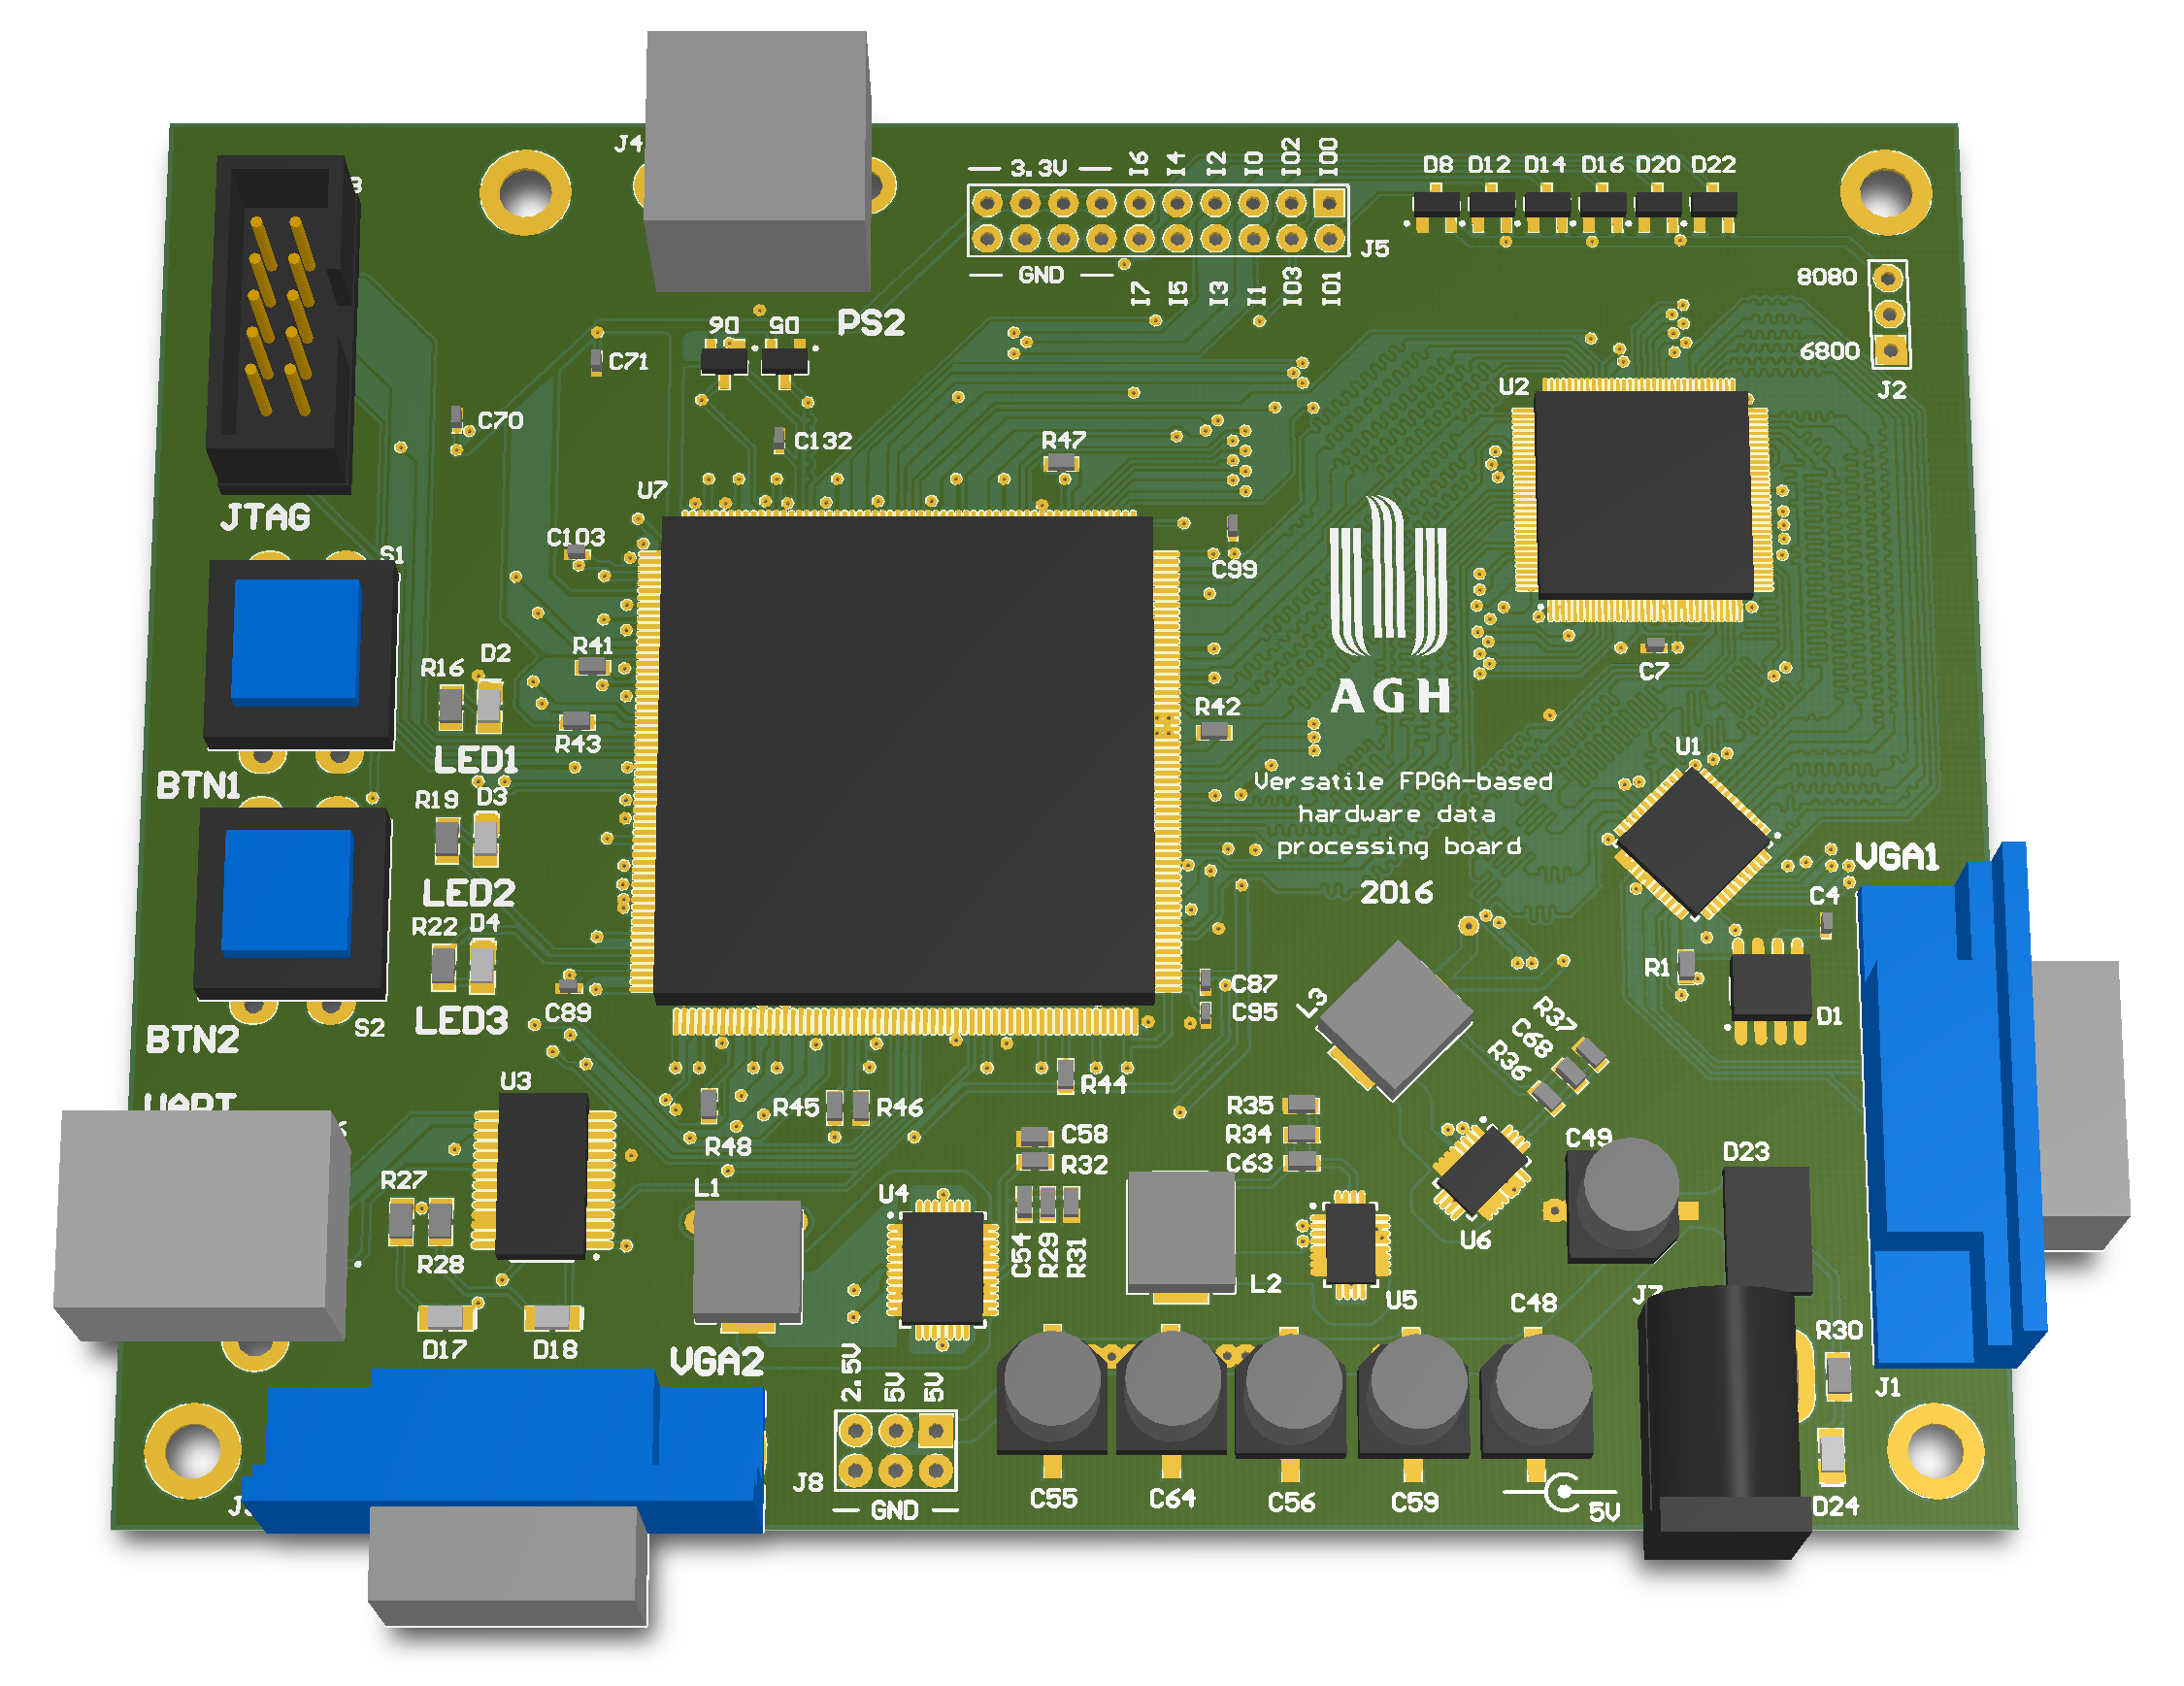 J4
— 3.3V —
I6
I4
I2
I0
IO2
IO0
D8 D12 D14 D16 D20 D22
J5
— GND —
I7
I5
I3
I1
IO3
IO1
8080
6800
J2
PS2
D6 D5
C71
C70
C132
R47
U2
U7
JTAG
S1
C103
C99
AGH
C7
R41
R16
D2
R43
R42
LED1
BTN1
U1
Versatile FPGA-based
hardware data
processing board
2016
R19
D3
LED2
VGA1
C4
R22
D4
R1
D1
LED3
C89
C87
C95
S2
BTN2
L3
R37
C68
R36
UART
U3
R44
R45
R46
R48
R35
R34
C63
C58
R32
C49
D23
R27
R28
L1
U4
C54
R29
R31
L2
U5
U6
J7
C48
D17
D18
VGA2
2.5V
5V
5V
R30
J1
J8
— GND —
C55
C64
C56
C59
5V
D24